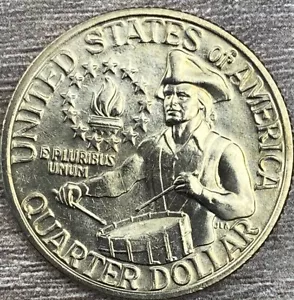 UNITED STATES OF AMERICA
E PLURIBUS
UNUM
JLA
QUARTER DOLLAR